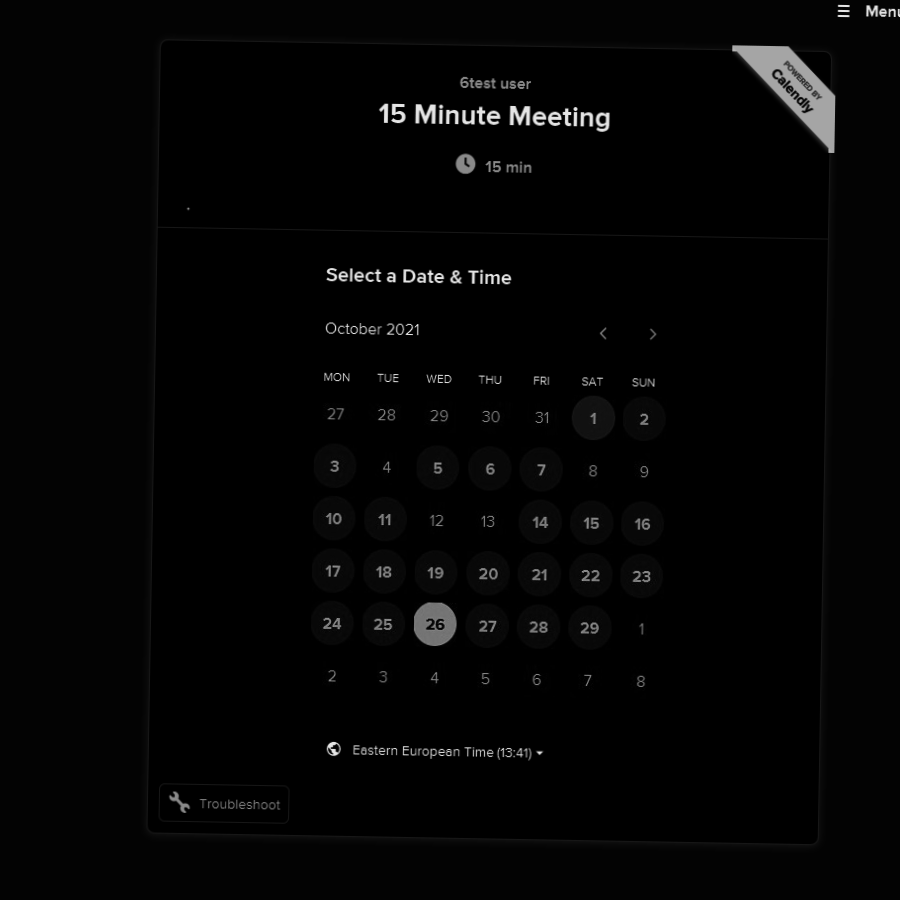 ☰ Menu
POWERED BY
Calendly
6test user
15 Minute Meeting
15 min
Select a Date & Time
October 2021
MON TUE WED THU FRI SAT SUN
27 28 29 30 31 1 2
3 4 5 6 7 8 9
10 11 12 13 14 15 16
17 18 19 20 21 22 23
24 25 26 27 28 29 1
2 3 4 5 6 7 8
Eastern European Time (13:41)
Troubleshoot